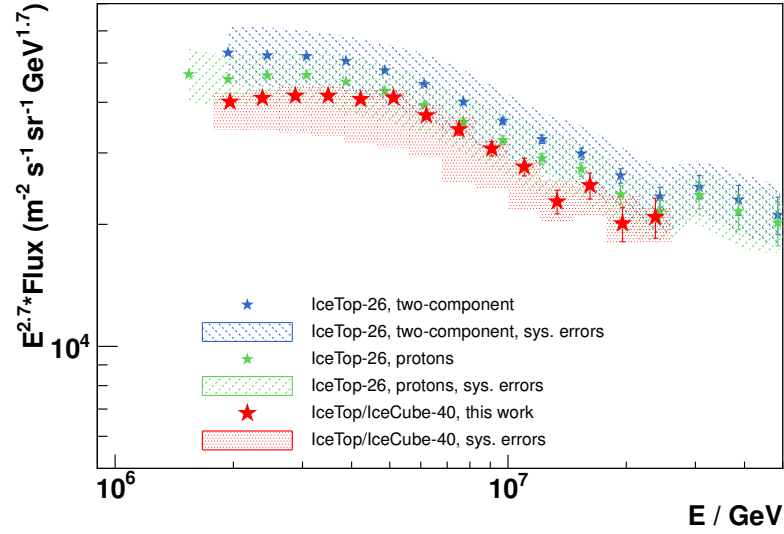 E^2.7*Flux (m^-2 s^-1 sr^-1 GeV^1.7)
10^4
IceTop-26, two-component
IceTop-26, two-component, sys. errors
IceTop-26, protons
IceTop-26, protons, sys. errors
IceTop/IceCube-40, this work
IceTop/IceCube-40, sys. errors
10^6
10^7
E / GeV